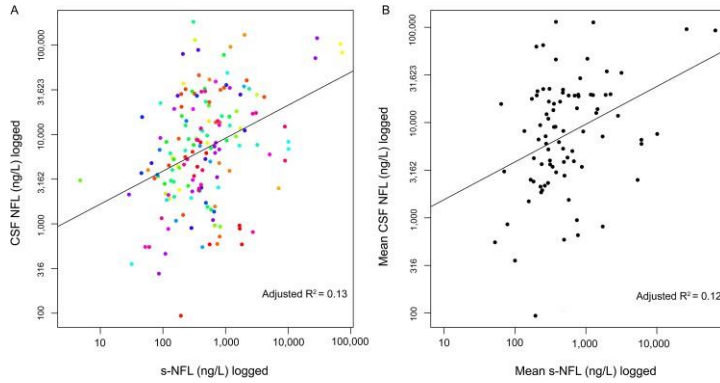 A
CSF NFL (ng/L) logged
100,000
31,623
10,000
3,162
1,000
316
100
Adjusted R² = 0.13
10
100
1,000
10,000
100,000
s-NFL (ng/L) logged
B
Mean CSF NFL (ng/L) logged
100,000
31,623
10,000
3,162
1,000
316
100
Adjusted R² = 0.12
10
100
1,000
10,000
Mean s-NFL (ng/L) logged